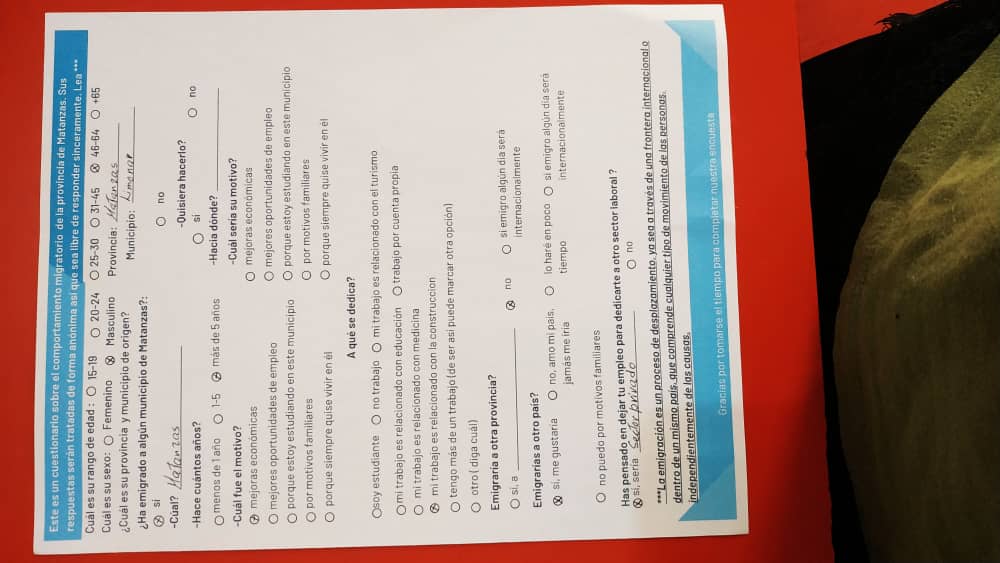 Este es un cuestionario sobre el comportamiento migratorio de la provincia de Matanzas. Sus
respuestas serán tratadas de forma anónima así que sea libre de responder sinceramente. Lea ***
Cuál es su rango de edad : ○ 15-19 ○ 20-24 ○ 25-30 ○ 31-45 ⊗ 46-64 ○ +65
Cuál es su sexo: ○ Femenino ⊗ Masculino
¿Cuál es su provincia y municipio de origen? Provincia: Matanzas
Municipio: Limonar
¿Ha emigrado a algún municipio de Matanzas?:
⊗ si ○ no
-Cúal? Matanzas
-Quisiera hacerlo?
○ si ○ no
-Hace cuántos años?
○ menos de 1 año ○ 1-5 ⊗ más de 5 años
-Hacia dónde?
-Cuál fue el motivo?
⊗ mejoras económicas
○ mejores oportunidades de empleo
○ porque estoy estudiando en este municipio
○ por motivos familiares
○ porque siempre quise vivir en él
-Cuál sería su motivo?
○ mejoras económicas
○ mejores oportunidades de empleo
○ porque estoy estudiando en este municipio
○ por motivos familiares
○ porque siempre quise vivir en él
A qué se dedica?
○ soy estudiante ○ no trabajo ○ mi trabajo es relacionado con el turismo
○ mi trabajo es relacionado con educación ○ trabajo por cuenta propia
○ mi trabajo es relacionado con medicina
⊗ mi trabajo es relacionado con la construccion
○ tengo más de un trabajo (de ser asi puede marcar otra opción)
○ otro ( diga cuál)
Emigraría a otra provincia?
○ si, a ⊗ no ○ si emigro algún día será
internacionalmente
Emigrarías a otro país?
⊗ si, me gustaría ○ no, amo mi país, ○ lo haré en poco ○ si emigro algún día será
jamás me iría tiempo internacionalmente
○ no puedo por motivos familiares
Has pensado en dejar tu empleo para dedicarte a otro sector laboral ?
⊗ si, sería Sector privado ○ no
***La emigración es un proceso de desplazamiento, ya sea a través de una frontera internacional o
dentro de un mismo país, que comprende cualquier tipo de movimiento de las personas,
independientemente de las causas.
Gracias por tomarse el tiempo para completar nuestra encuesta